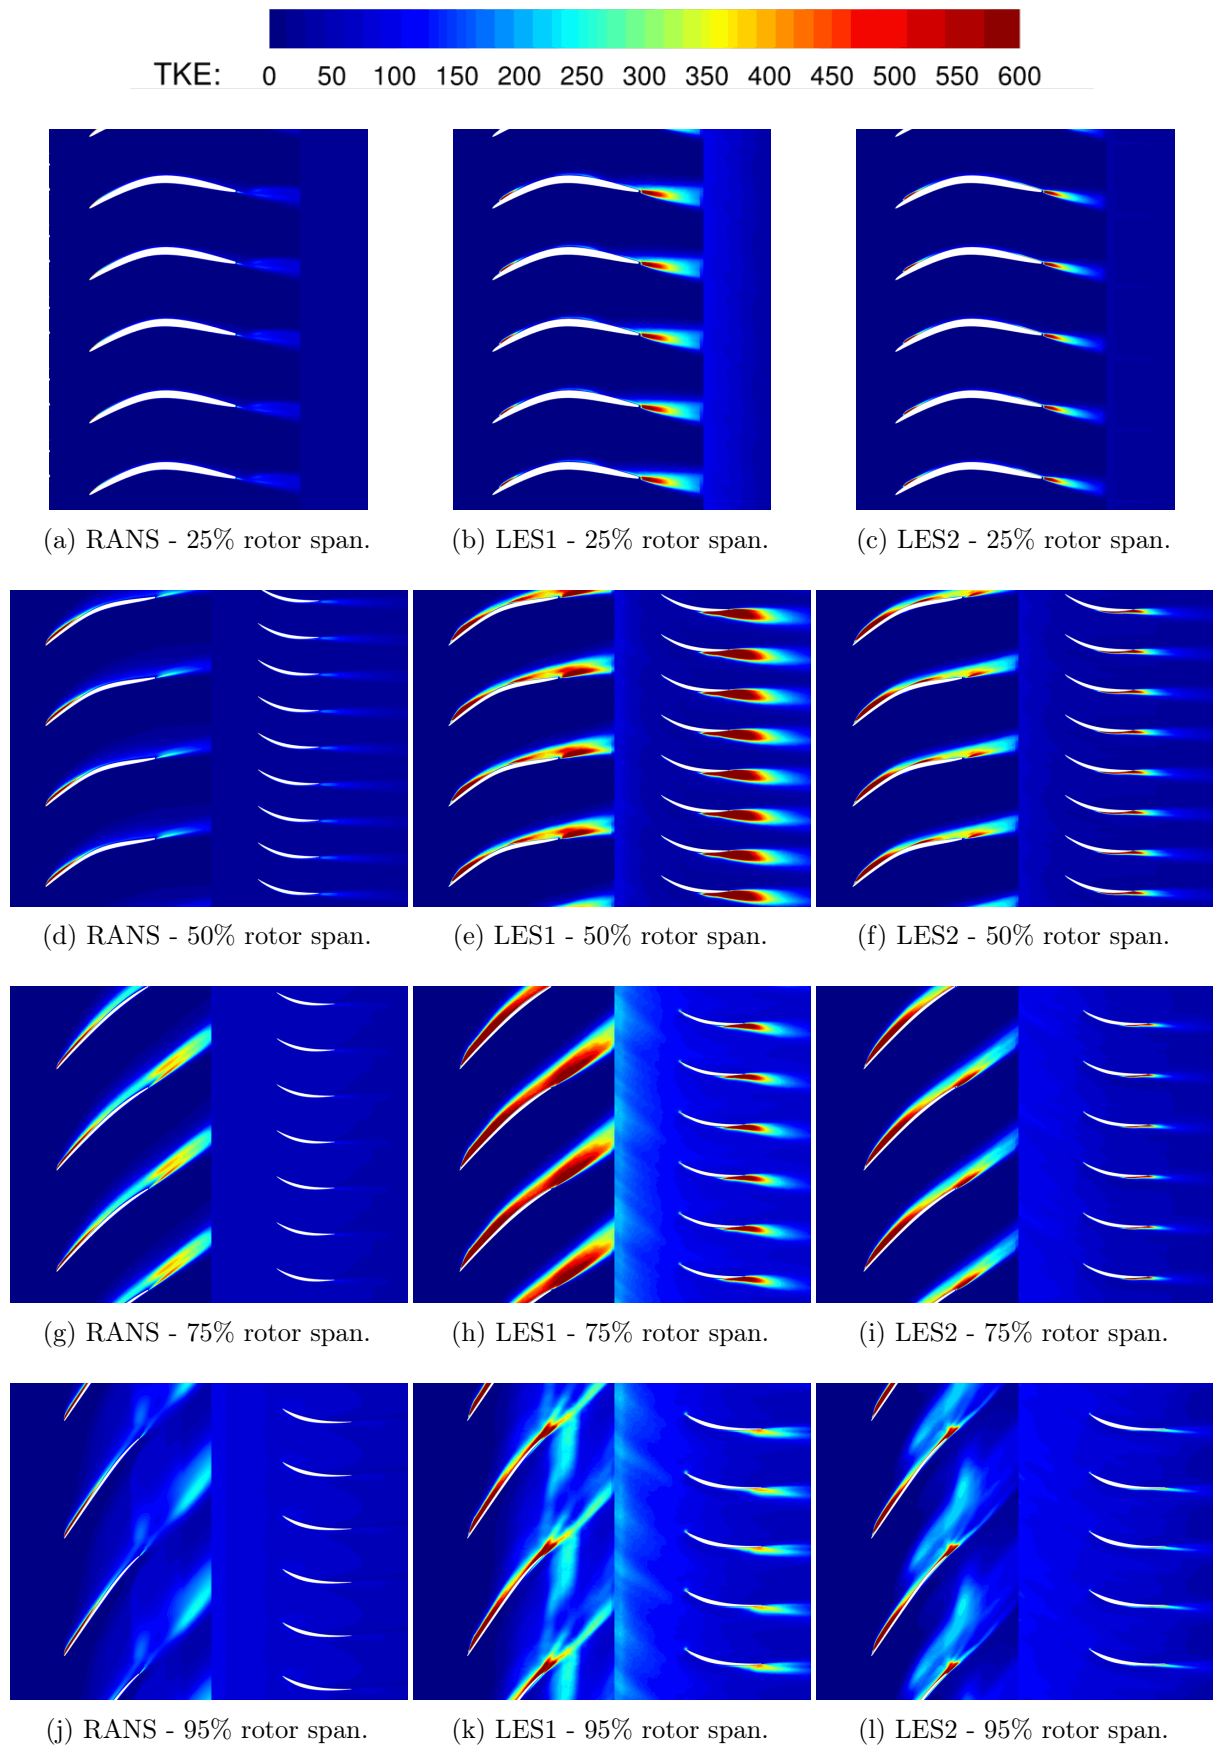 TKE: 0 50 100 150 200 250 300 350 400 450 500 550 600
(a) RANS - 25% rotor span.
(b) LES1 - 25% rotor span.
(c) LES2 - 25% rotor span.
(d) RANS - 50% rotor span.
(e) LES1 - 50% rotor span.
(f) LES2 - 50% rotor span.
(g) RANS - 75% rotor span.
(h) LES1 - 75% rotor span.
(i) LES2 - 75% rotor span.
(j) RANS - 95% rotor span.
(k) LES1 - 95% rotor span.
(l) LES2 - 95% rotor span.